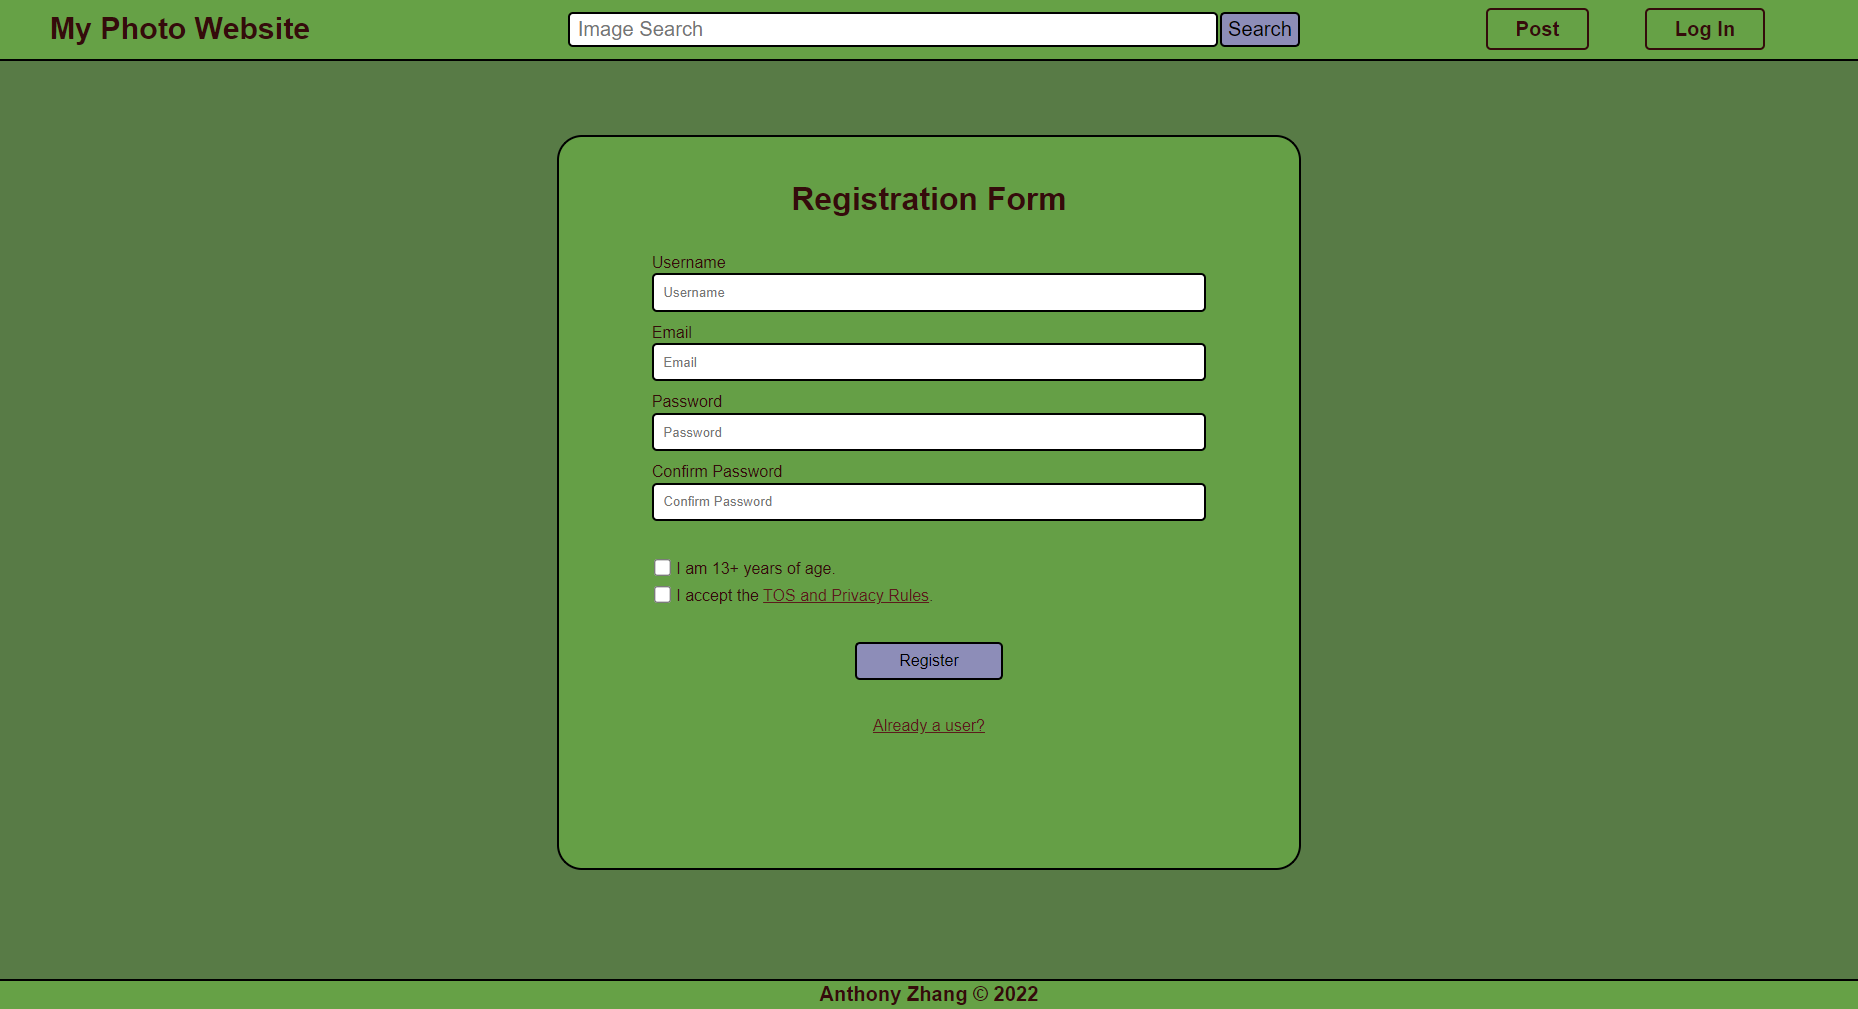 My Photo Website
Image Search
Search
Post
Log In
Registration Form
Username
Username
Email
Email
Password
Password
Confirm Password
Confirm Password
I am 13+ years of age.
I accept the TOS and Privacy Rules.
Register
Already a user?
Anthony Zhang © 2022